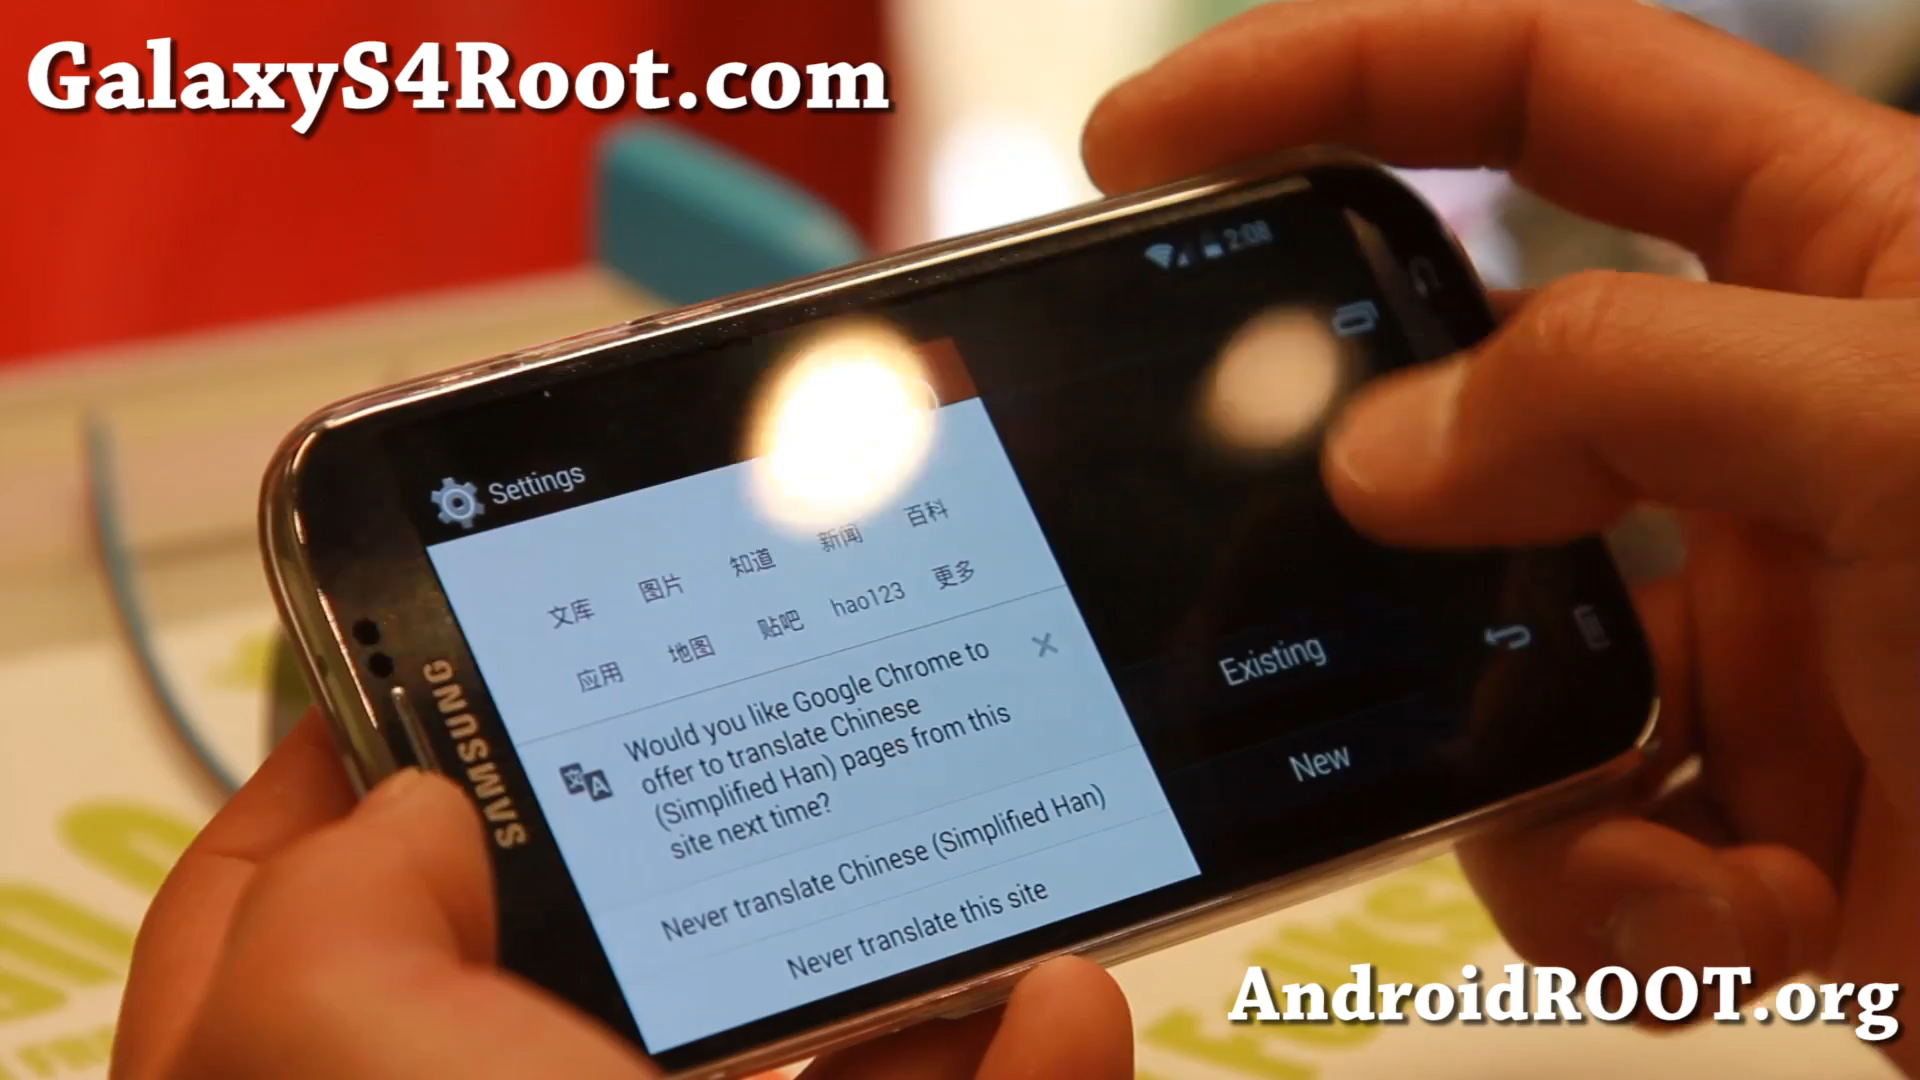 GalaxyS4Root.com
2:08
Settings
文库 图片 知道 新闻 百科
应用 地图 贴吧 hao123 更多
Would you like Google Chrome to
offer to translate Chinese
(Simplified Han) pages from this
site next time?
Never translate Chinese (Simplified Han)
Never translate this site
Existing
New
SAMSUNG
AndroidROOT.org